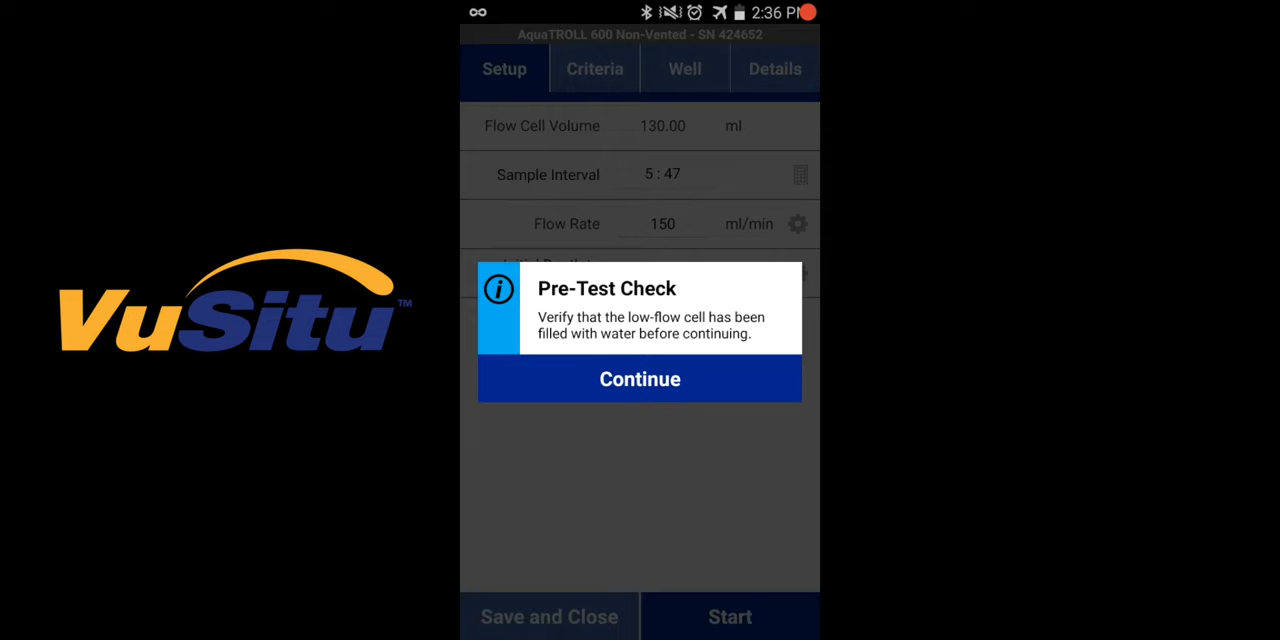 2:36 P
AquaTROLL 600 Non-Vented - SN 424652
Setup Criteria Well Details
Flow Cell Volume 130.00 ml
Sample Interval 5 : 47
Flow Rate 150 ml/min
VuSitu™
Pre-Test Check
Verify that the low-flow cell has been
filled with water before continuing.
Continue
Save and Close Start